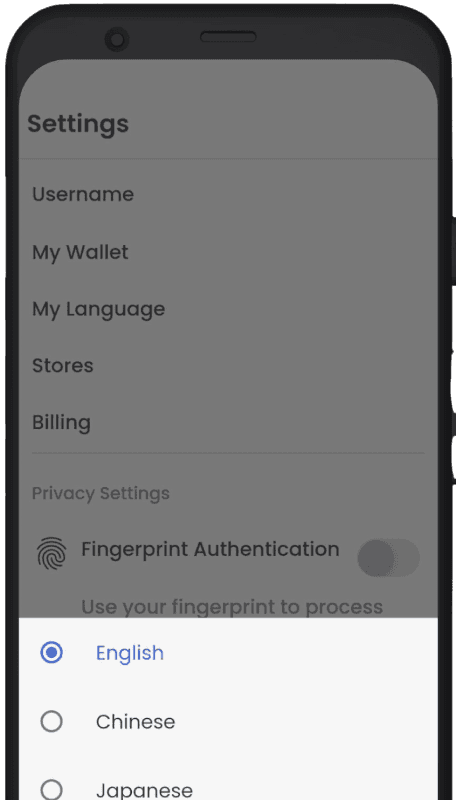 Settings
Username
My Wallet
My Language
Stores
Billing
Privacy Settings
Fingerprint Authentication
Use your fingerprint to process
English
Chinese
Japanese